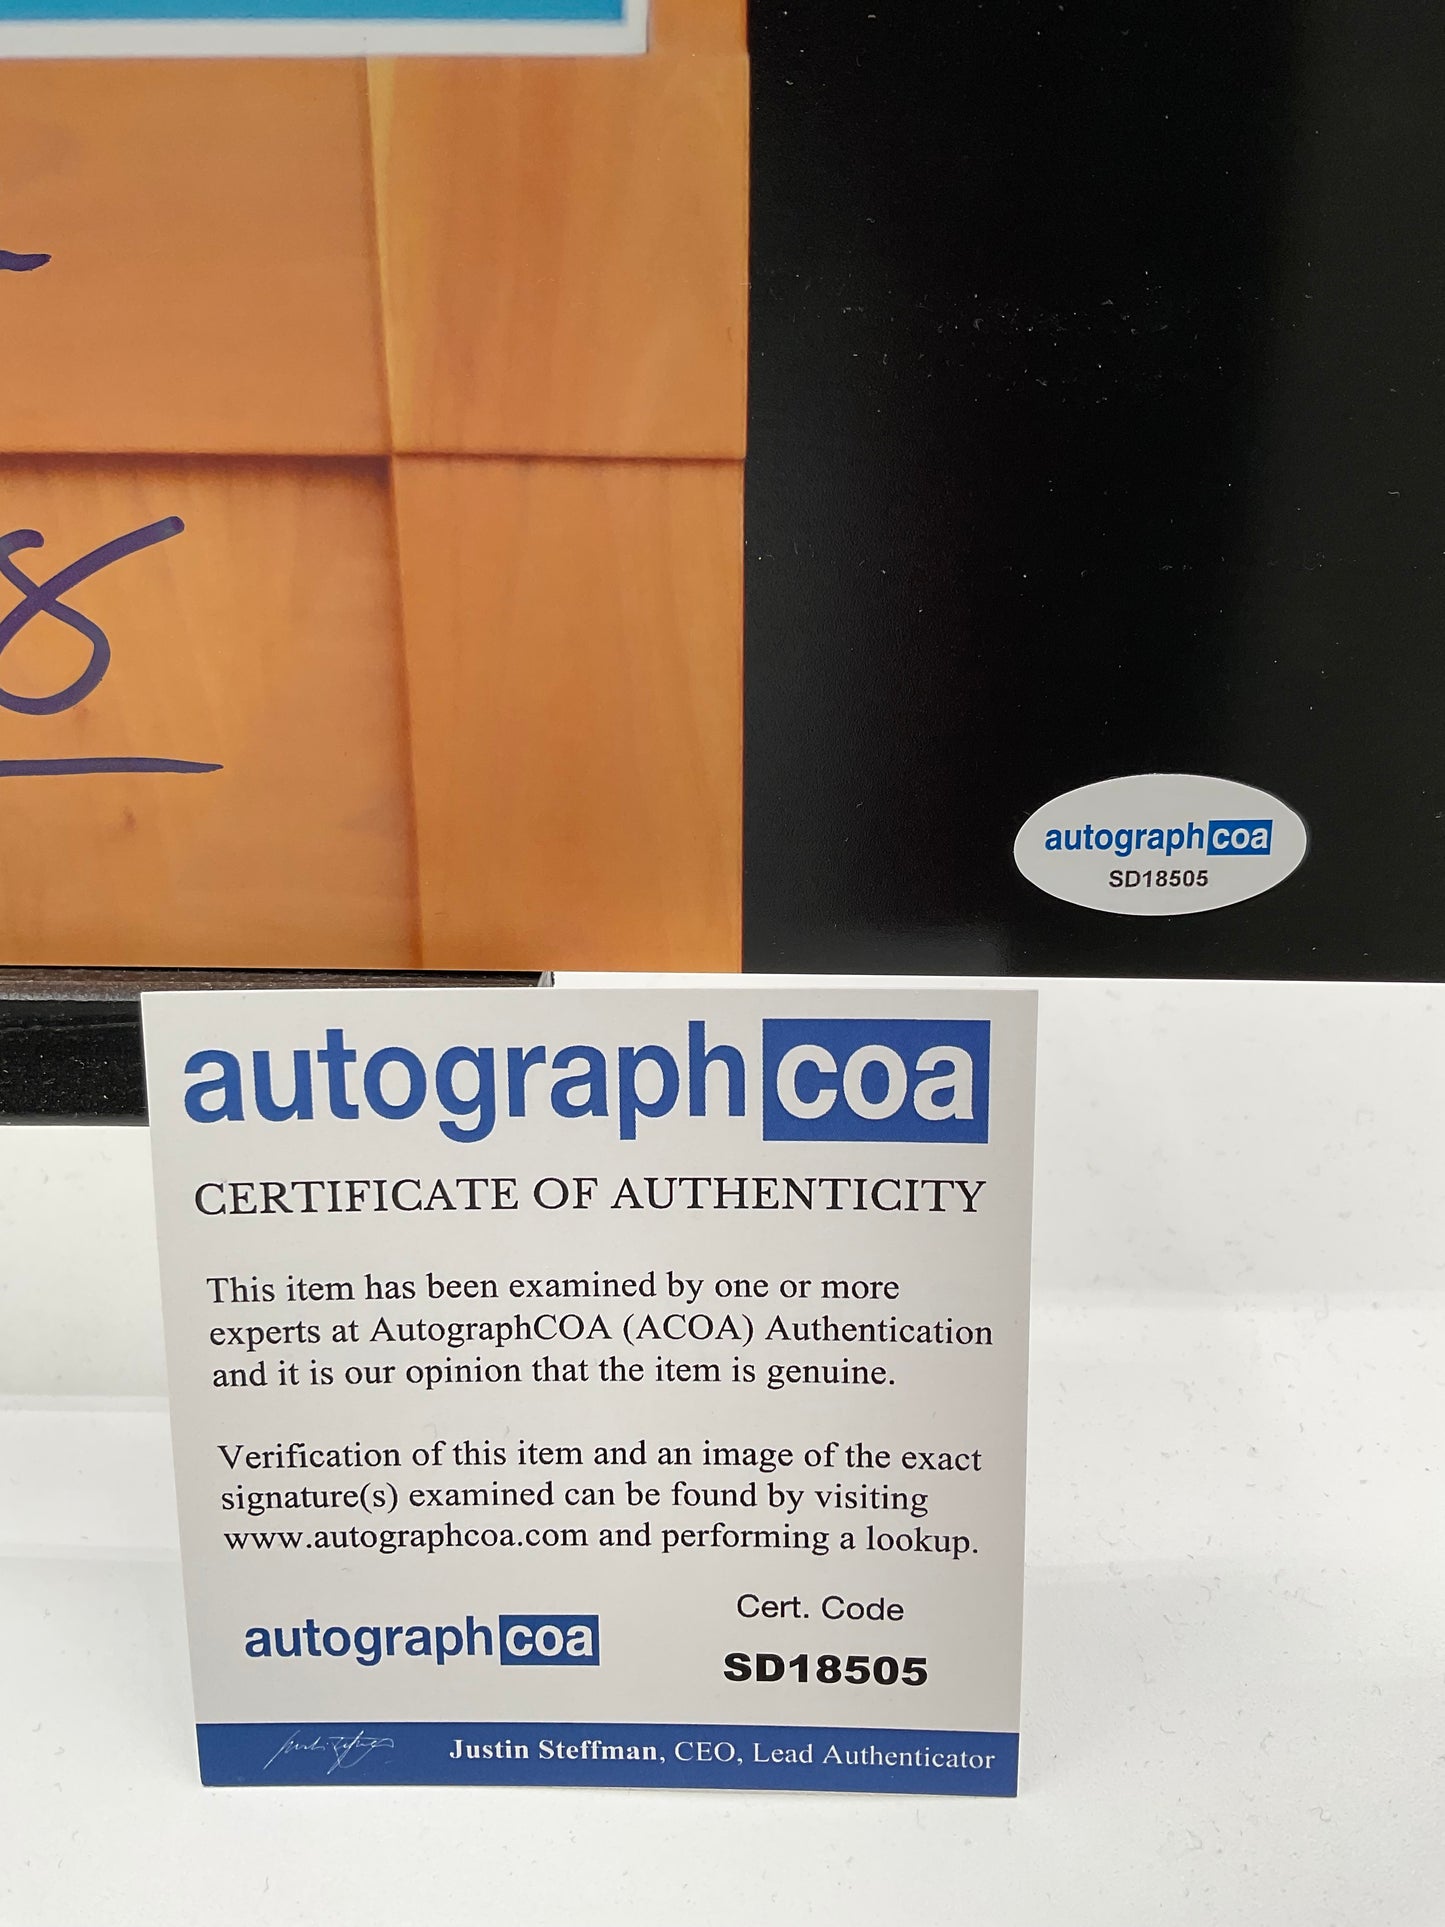 8
autographcoa
SD18505
autographcoa
CERTIFICATE OF AUTHENTICITY
This item has been examined by one or more
experts at AutographCOA (ACOA) Authentication
and it is our opinion that the item is genuine.
Verification of this item and an image of the exact
signature(s) examined can be found by visiting
www.autographcoa.com and performing a lookup.
autographcoa
Cert. Code
SD18505
Justin Steffman, CEO, Lead Authenticator